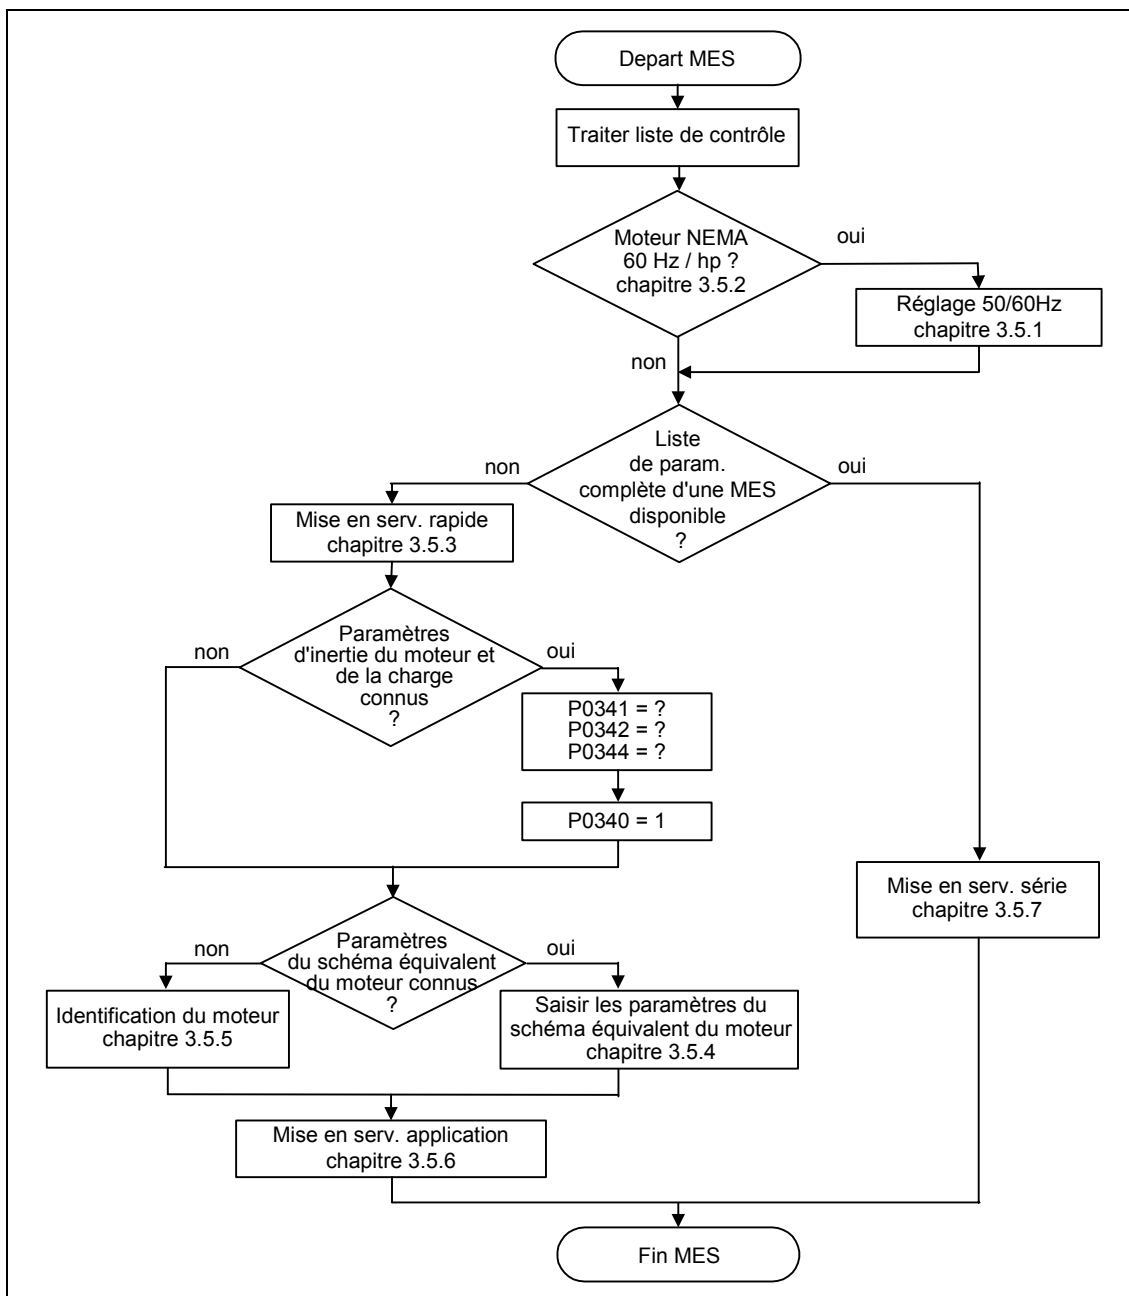 Depart MES
Traiter liste de contrôle
Moteur NEMA
60 Hz / hp ?
chapitre 3.5.2
oui
Réglage 50/60Hz
chapitre 3.5.1
non
Liste
de param.
complète d'une MES
disponible
?
non
oui
Mise en serv. rapide
chapitre 3.5.3
Paramètres
d'inertie du moteur et
de la charge
connus
?
non
oui
P0341 = ?
P0342 = ?
P0344 = ?
P0340 = 1
Mise en serv. série
chapitre 3.5.7
Paramètres
du schéma équivalent
du moteur connus
?
non
oui
Identification du moteur
chapitre 3.5.5
Saisir les paramètres du
schéma équivalent du moteur
chapitre 3.5.4
Mise en serv. application
chapitre 3.5.6
Fin MES